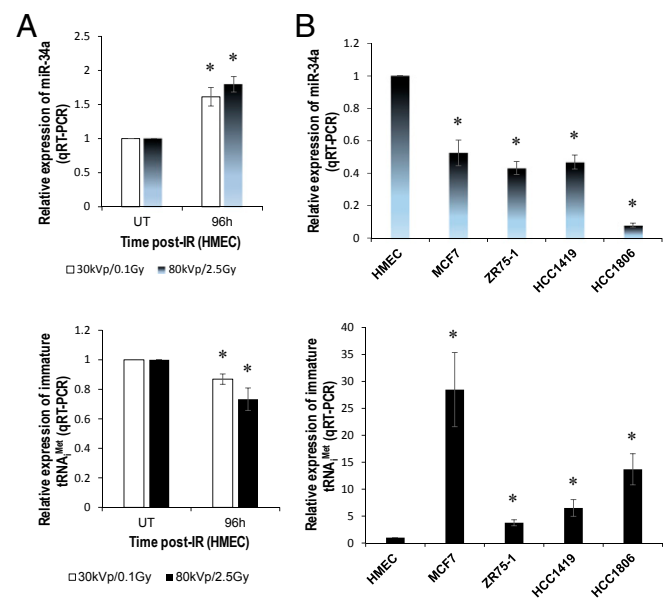 A
Relative expression of miR-34a
(qRT-PCR)
2.5
2
1.5
1
0.5
0
* *
UT 96h
Time post-IR (HMEC)
30kVp/0.1Gy 80kVp/2.5Gy
B
Relative expression of miR-34a
(qRT-PCR)
1.2
1
0.8
0.6
0.4
0.2
0
* * * *
HMEC MCF7 ZR75-1 HCC1419 HCC1806
Relative expression of immature
tRNAiMet (qRT-PCR)
1.2
1
0.8
0.6
0.4
0.2
0
* *
UT 96h
Time post-IR (HMEC)
30kVp/0.1Gy 80kVp/2.5Gy
Relative expression of immature
tRNAiMet (qRT-PCR)
40
35
30
25
20
15
10
5
0
* * * *
HMEC MCF7 ZR75-1 HCC1419 HCC1806